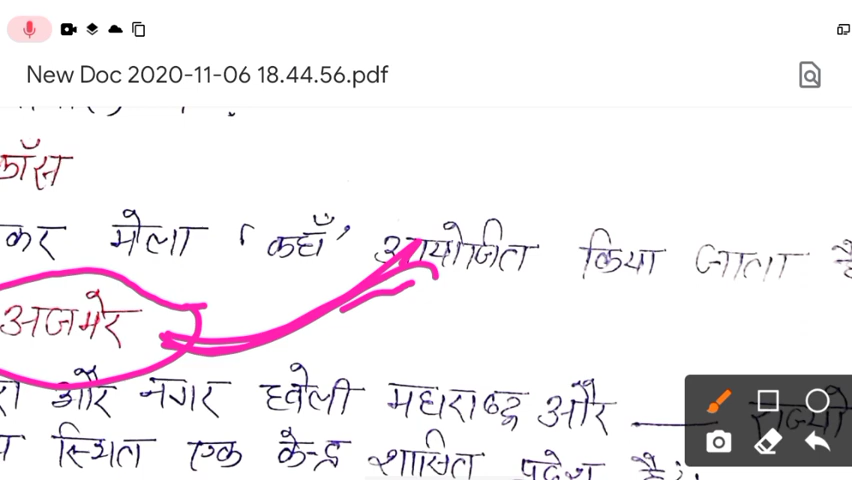 New Doc 2020-11-06 18.44.56.pdf
कॉस
कर मेला 'कहाँ' आयोजित किया जाता है
अजमेर
और नगर हवेली महाराष्ट्र और ______ राज्यो
स्थित एक केन्द्र शासित प्रदेश है।